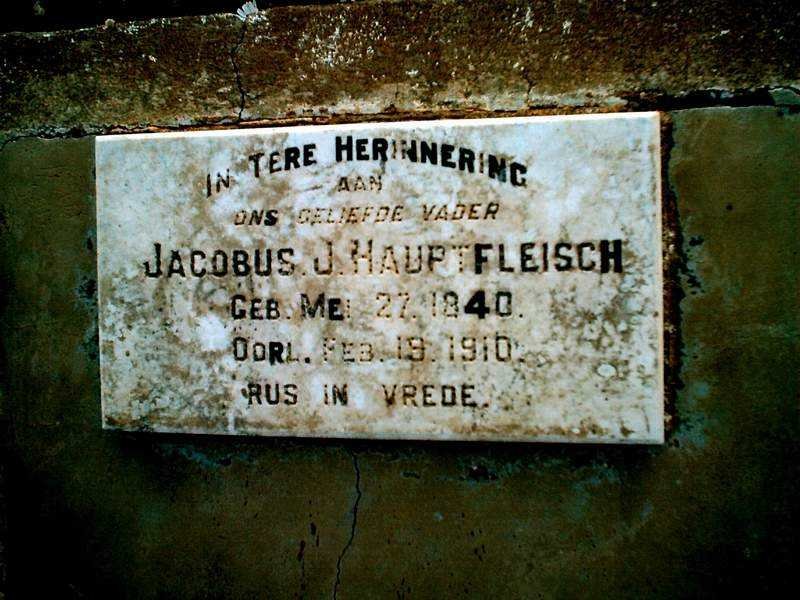 IN TERE HERINNERING
AAN
ONS GELIEFDE VADER
JACOBUS. J. HAUPTFLEISCH
GEB. MEI 27. 1840.
OORL. FEB. 19. 1910.
RUS IN VREDE.